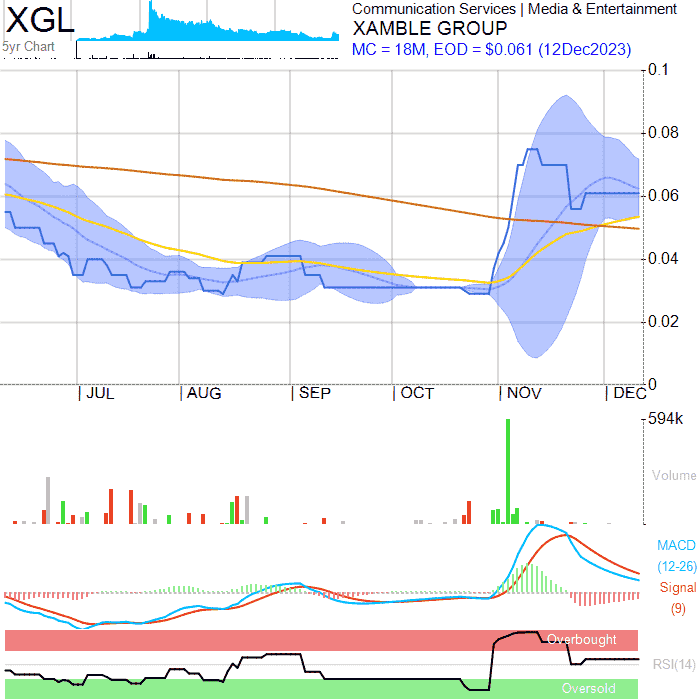 XGL
5yr Chart
Communication Services | Media & Entertainment
XAMBLE GROUP
MC = 18M, EOD = $0.061 (12Dec2023)
0.1
0.08
0.06
0.04
0.02
0
| JUL | AUG | SEP | OCT | NOV | DEC
594k
Volume
MACD
(12-26)
Signal
(9)
Overbought
RSI(14)
Oversold